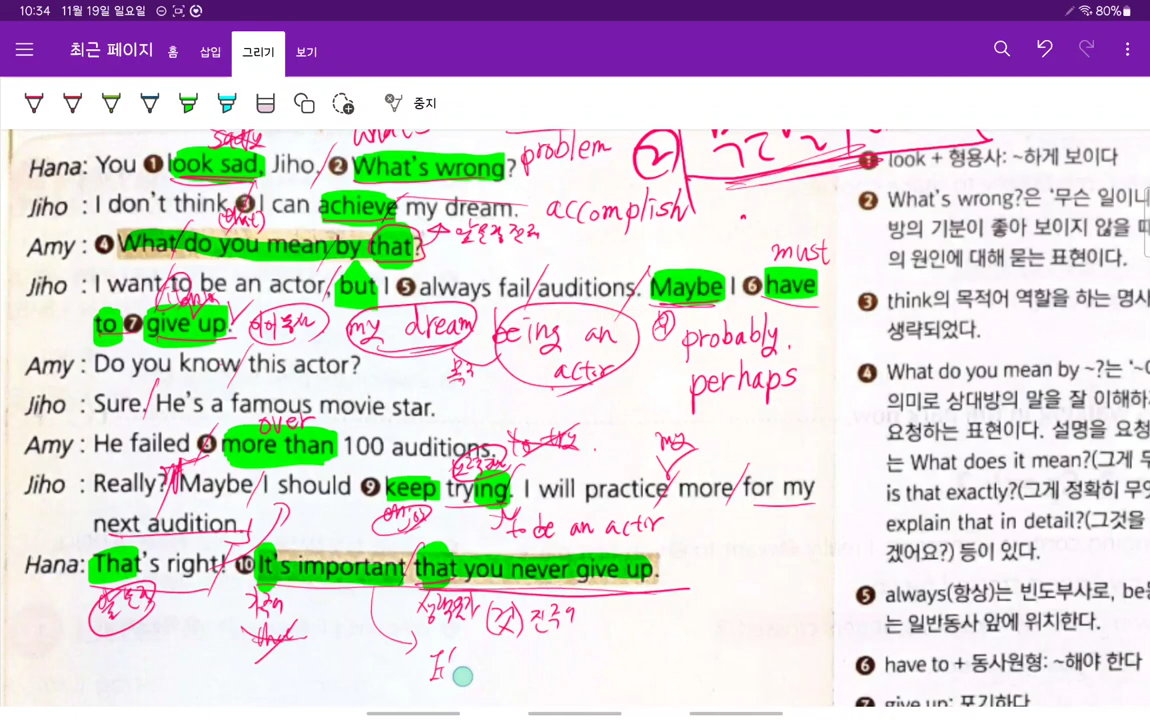 10:34 11월 19일 일요일 80%
최근 페이지 홈 삽입 그리기 보기
중지
sadly
problem
Hana: You ❶ look sad, Jiho. ❷ What's wrong?
Jiho : I don't think ❸ I can achieve my dream.
accomplish
(that)
Amy : ❹ What do you mean by that?
must
Jiho : I want to be an actor, but I ❺ always fail auditions. Maybe I ❻ have
to ❼ give up.
my dream
being an
actor
probably.
perhaps
Amy : Do you know this actor?
Jiho : Sure. He's a famous movie star.
over
Amy : He failed ❽ more than 100 auditions.
to try
my
Jiho : Really? Maybe I should ❾ keep trying. I will practice more for my
next audition.
to be an actor
Hana: That's right. ❿ It's important that you never give up.
that
(것)
❶ look + 형용사: ~하게 보이다
❷ What's wrong?은 '무슨 일이니
방의 기분이 좋아 보이지 않을 때
의 원인에 대해 묻는 표현이다.
❸ think의 목적어 역할을 하는 명사
생략되었다.
❹ What do you mean by ~?는 '~
의미로 상대방의 말을 잘 이해하
요청하는 표현이다. 설명을 요청
는 What does it mean?(그게 무
is that exactly?(그게 정확히 무엇
explain that in detail?(그것을
겠어요?) 등이 있다.
❺ always(항상)는 빈도부사로, be동
는 일반동사 앞에 위치한다.
❻ have to + 동사원형: ~해야 한다
❼ give up: 포기하다